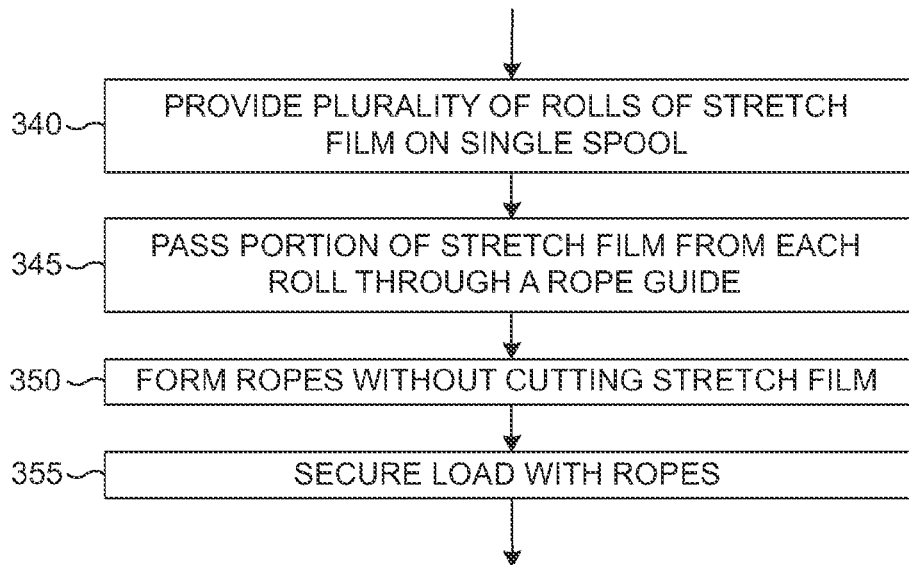 340 PROVIDE PLURALITY OF ROLLS OF STRETCH
FILM ON SINGLE SPOOL
345 PASS PORTION OF STRETCH FILM FROM EACH
ROLL THROUGH A ROPE GUIDE
350 FORM ROPES WITHOUT CUTTING STRETCH FILM
355 SECURE LOAD WITH ROPES